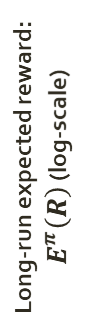 Long-run expected reward:
E^π(R) (log-scale)